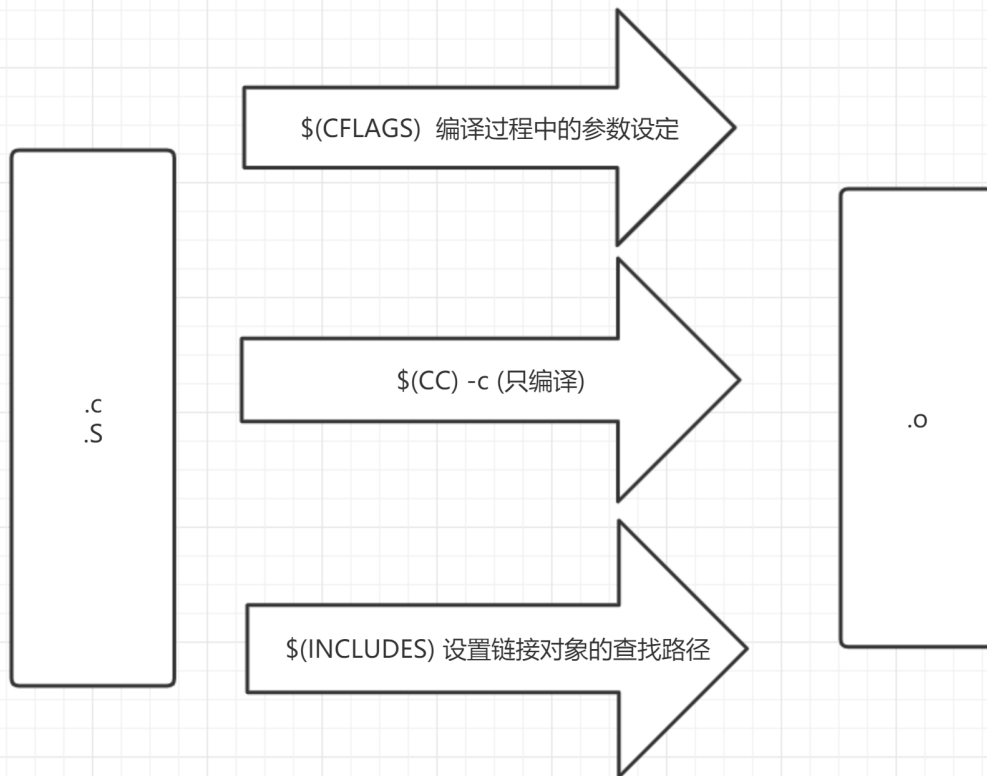 $(CFLAGS) 编译过程中的参数设定
.c
.S
$(CC) -c (只编译)
.o
$(INCLUDES) 设置链接对象的查找路径